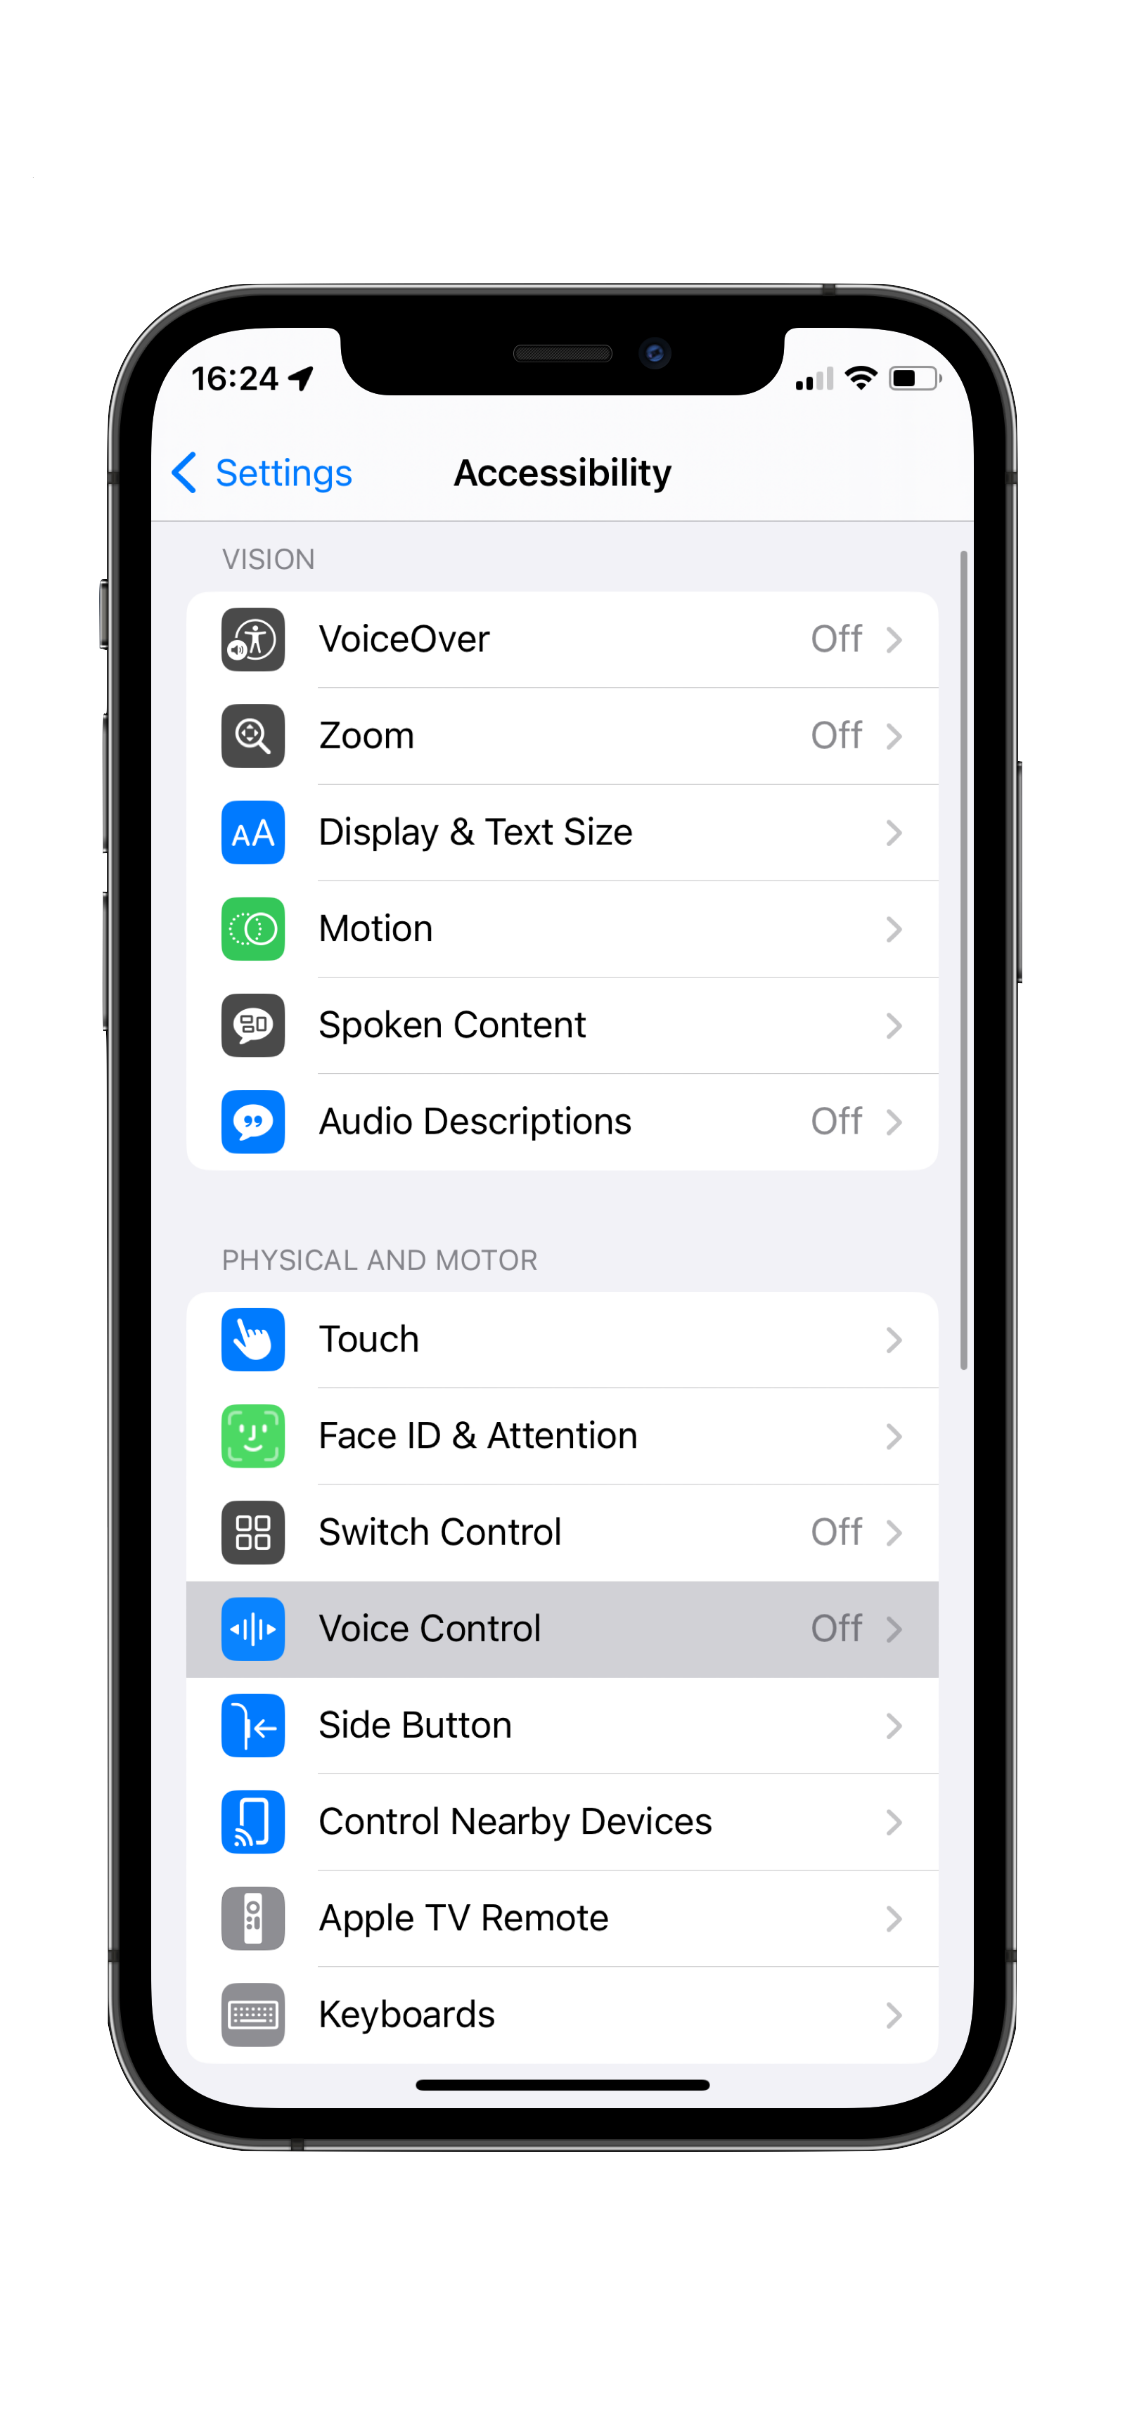 16:24
Settings
Accessibility
VISION
VoiceOver Off
Zoom Off
AA Display & Text Size
Motion
Spoken Content
Audio Descriptions Off
PHYSICAL AND MOTOR
Touch
Face ID & Attention
Switch Control Off
Voice Control Off
Side Button
Control Nearby Devices
Apple TV Remote
Keyboards